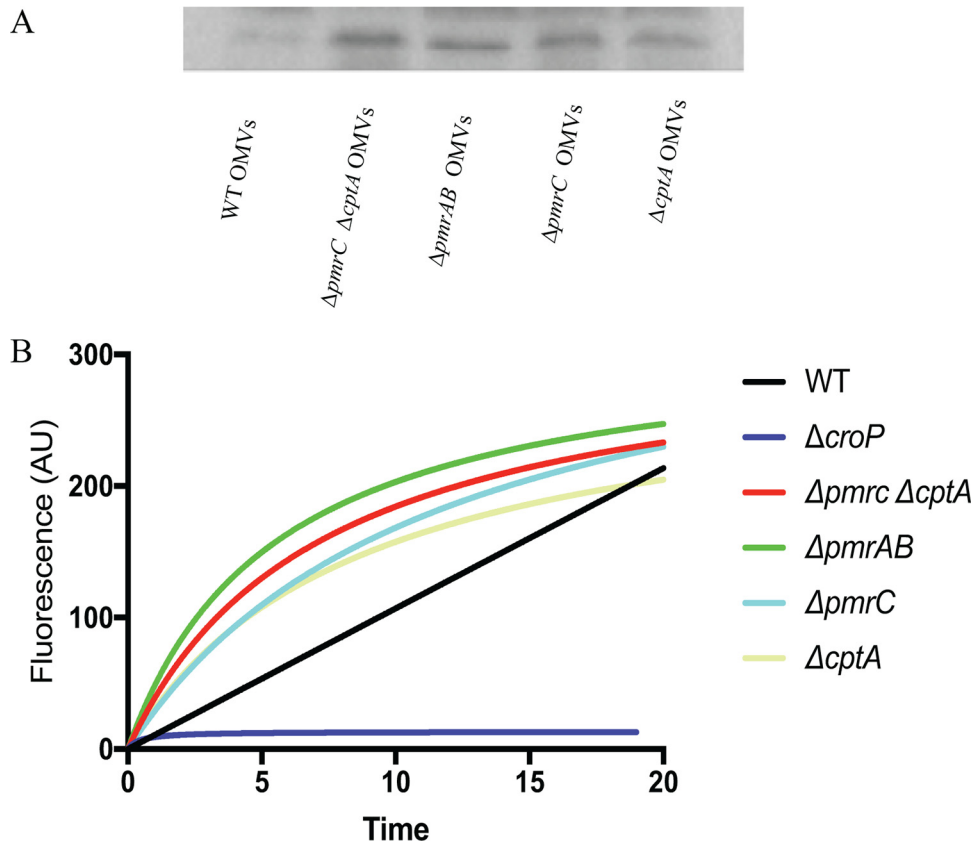 A
WT OMVs
ΔpmrC ΔcptA OMVs
ΔpmrAB OMVs
ΔpmrC OMVs
ΔcptA OMVs
B
300
200
100
0
Fluorescence (AU)
0 5 10 15 20
Time
WT
ΔcroP
Δpmrc ΔcptA
ΔpmrAB
ΔpmrC
ΔcptA